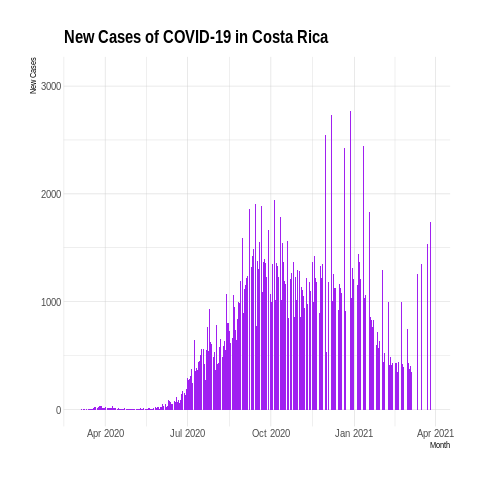 New Cases of COVID-19 in Costa Rica
New Cases
3000
2000
1000
0
Apr 2020 Jul 2020 Oct 2020 Jan 2021 Apr 2021
Month